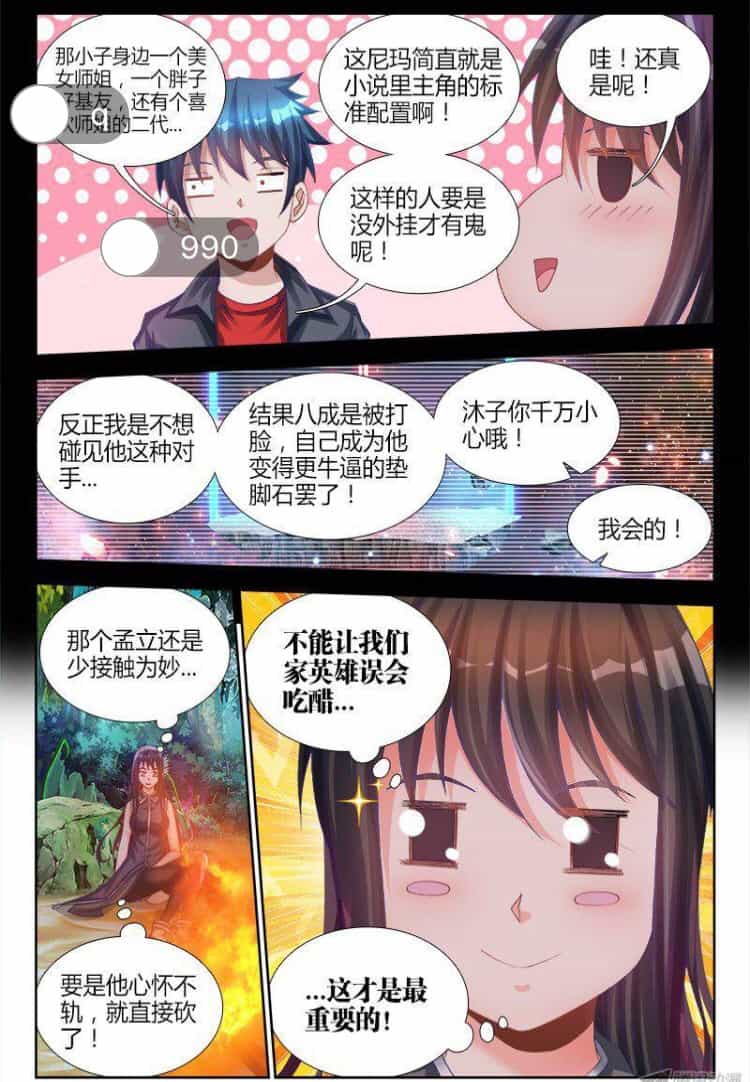 那小子身边一个美
女师姐，一个胖子
好基友，还有个喜
欢师姐的二代...
这尼玛简直就是
小说里主角的标
准配置啊！
哇！还真
是呢！
9
990
这样的人要是
没外挂才有鬼
呢！
反正我是不想
碰见他这种对
手...
结果八成是被打
脸，自己成为他
变得更牛逼的垫
脚石罢了！
沐子你千万小
心哦！
我会的！
那个孟立还是
少接触为妙...
不能让我们
家英雄误会
吃醋...
要是他心怀不
轨，就直接砍
了！
...这才是最
重要的!